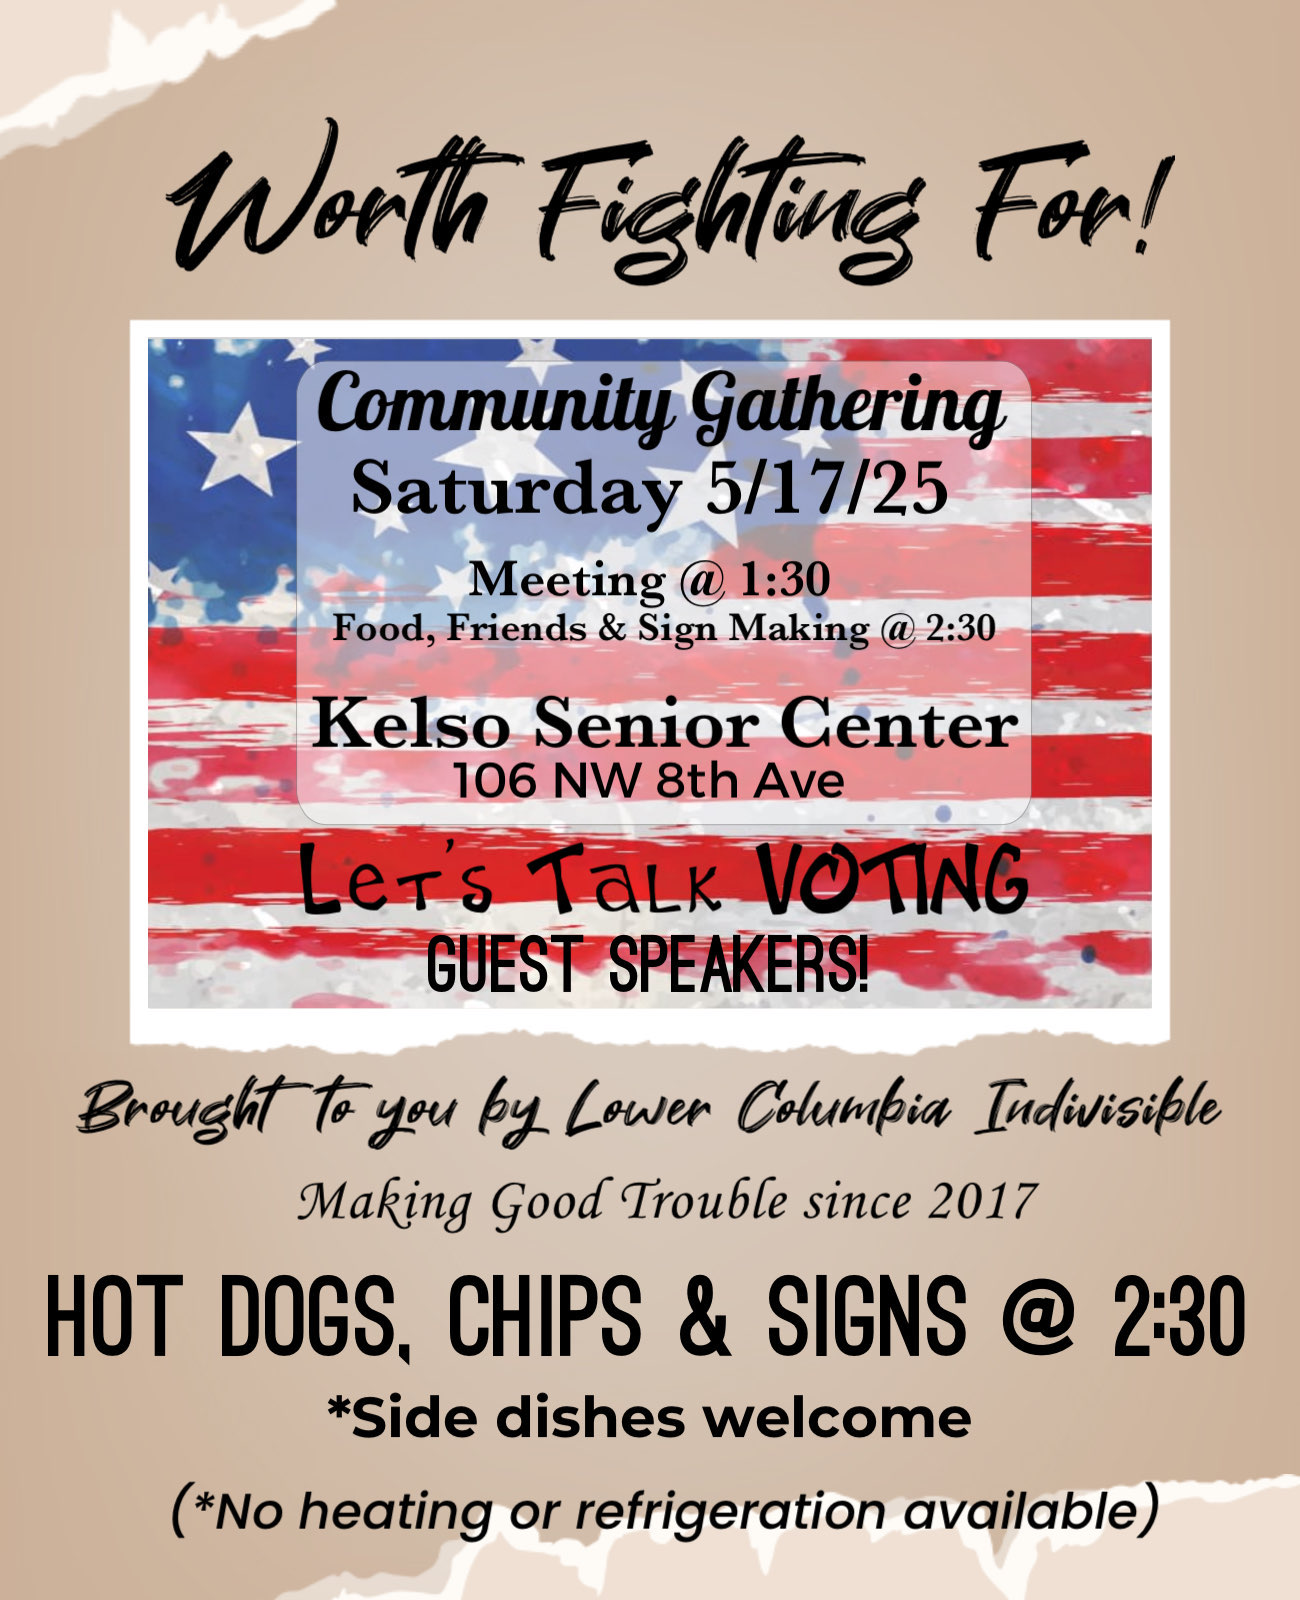 Worth Fighting For!
Community Gathering
Saturday 5/17/25
Meeting @ 1:30
Food, Friends & Sign Making @ 2:30
Kelso Senior Center
106 NW 8th Ave
Let's Talk VOTING
GUEST SPEAKERS!
Brought to you by Lower Columbia Indivisible
Making Good Trouble since 2017
HOT DOGS, CHIPS & SIGNS @ 2:30
*Side dishes welcome
(*No heating or refrigeration available)